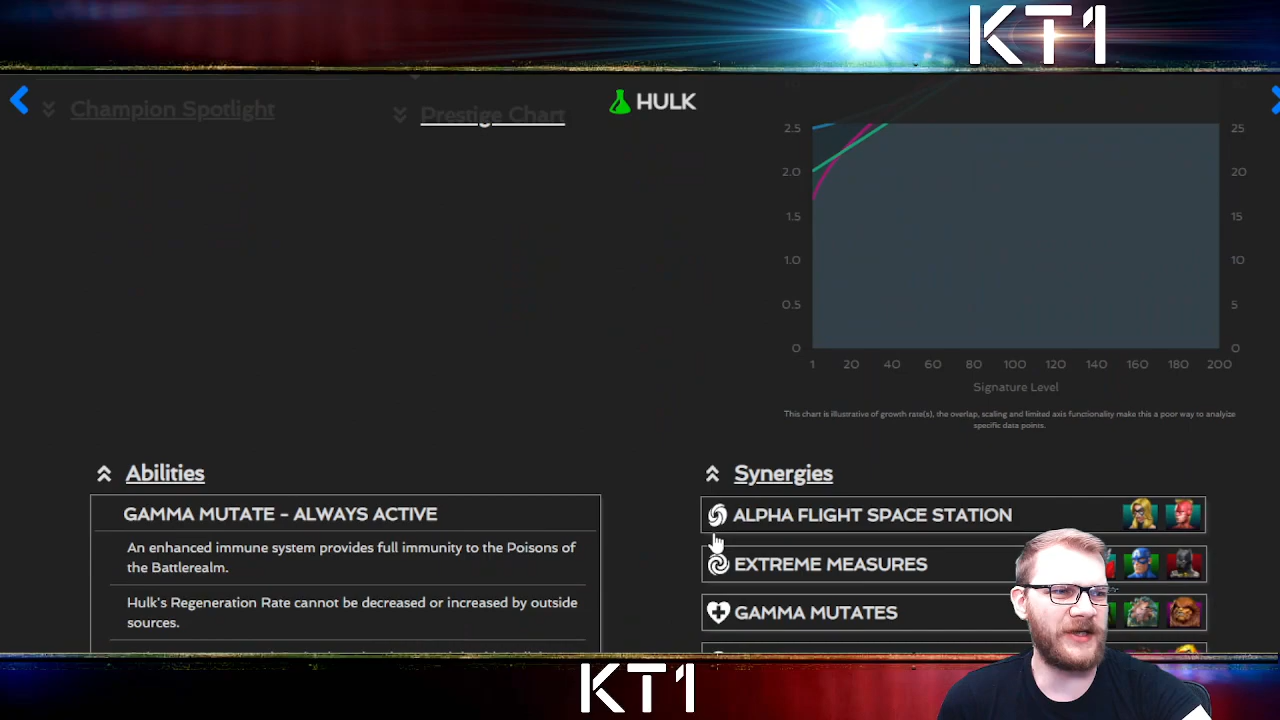 KT1
Champion Spotlight
Prestige Chart
HULK
2.5
2.0
1.5
1.0
0.5
0
25
20
15
10
5
0
1 20 40 60 80 100 120 140 160 180 200
Signature Level
This chart is illustrative of growth rate(s), the overlap, scaling and limited axis functionality make this a poor way to analyize
specific data points.
Abilities
GAMMA MUTATE - ALWAYS ACTIVE
An enhanced immune system provides full immunity to the Poisons of
the Battlerealm.
Hulk's Regeneration Rate cannot be decreased or increased by outside
sources.
Synergies
ALPHA FLIGHT SPACE STATION
EXTREME MEASURES
GAMMA MUTATES
KT1